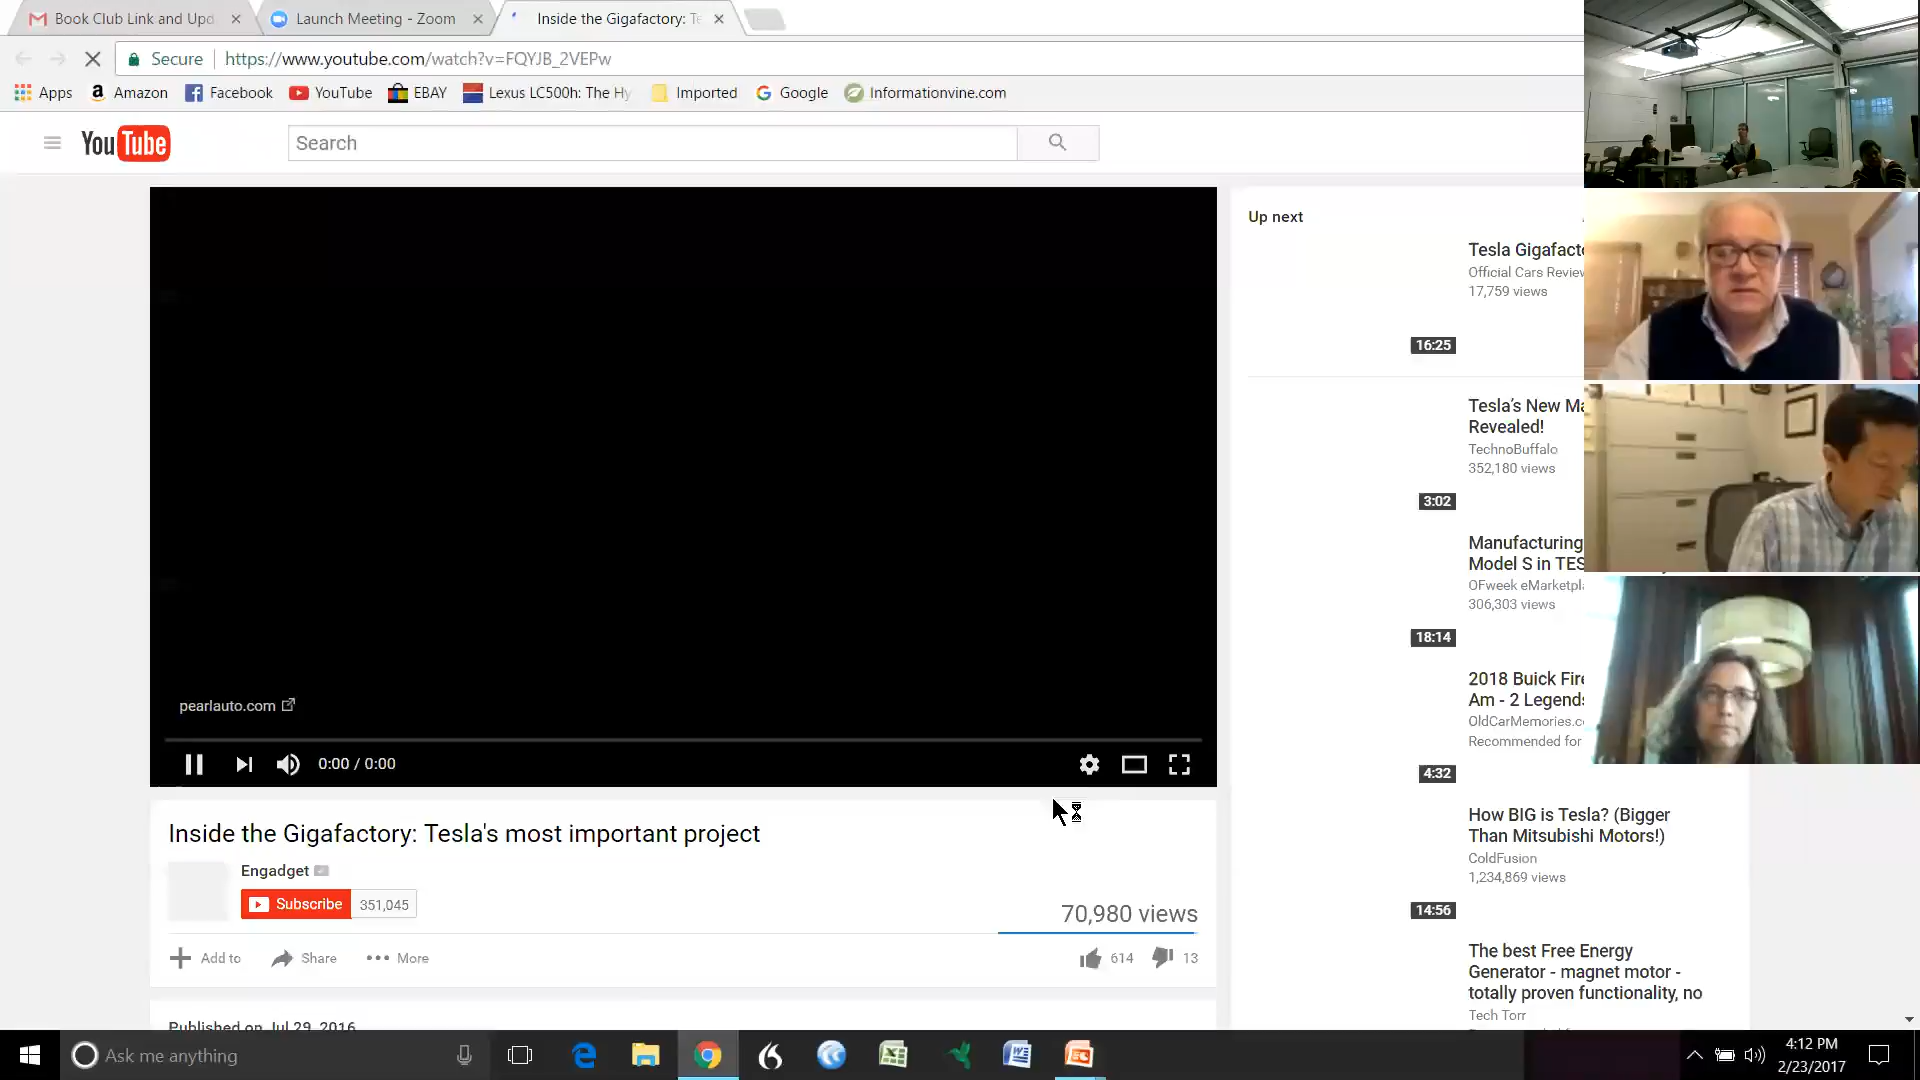 Book Club Link and Upd
Launch Meeting - Zoom
Inside the Gigafactory: Te
Secure
https://www.youtube.com/watch?v=FQYJB_2VEPw
Apps
Amazon
Facebook
YouTube
EBAY
Lexus LC500h: The Hy
Imported
Google
Informationvine.com
YouTube
Search
Up next
Tesla Gigafacto
Official Cars Review
17,759 views
16:25
Tesla's New Ma
Revealed!
TechnoBuffalo
352,180 views
3:02
Manufacturing
Model S in TES
OFweek eMarketpla
306,303 views
18:14
2018 Buick Fire
Am - 2 Legends
OldCarMemories.co
Recommended for
4:32
How BIG is Tesla? (Bigger
Than Mitsubishi Motors!)
ColdFusion
1,234,869 views
14:56
The best Free Energy
Generator - magnet motor -
totally proven functionality, no
Tech Torr
pearlauto.com
0:00 / 0:00
Inside the Gigafactory: Tesla's most important project
Engadget
Subscribe 351,045
70,980 views
Add to
Share
More
614
13
Published on Jul 29, 2016
Ask me anything
4:12 PM
2/23/2017